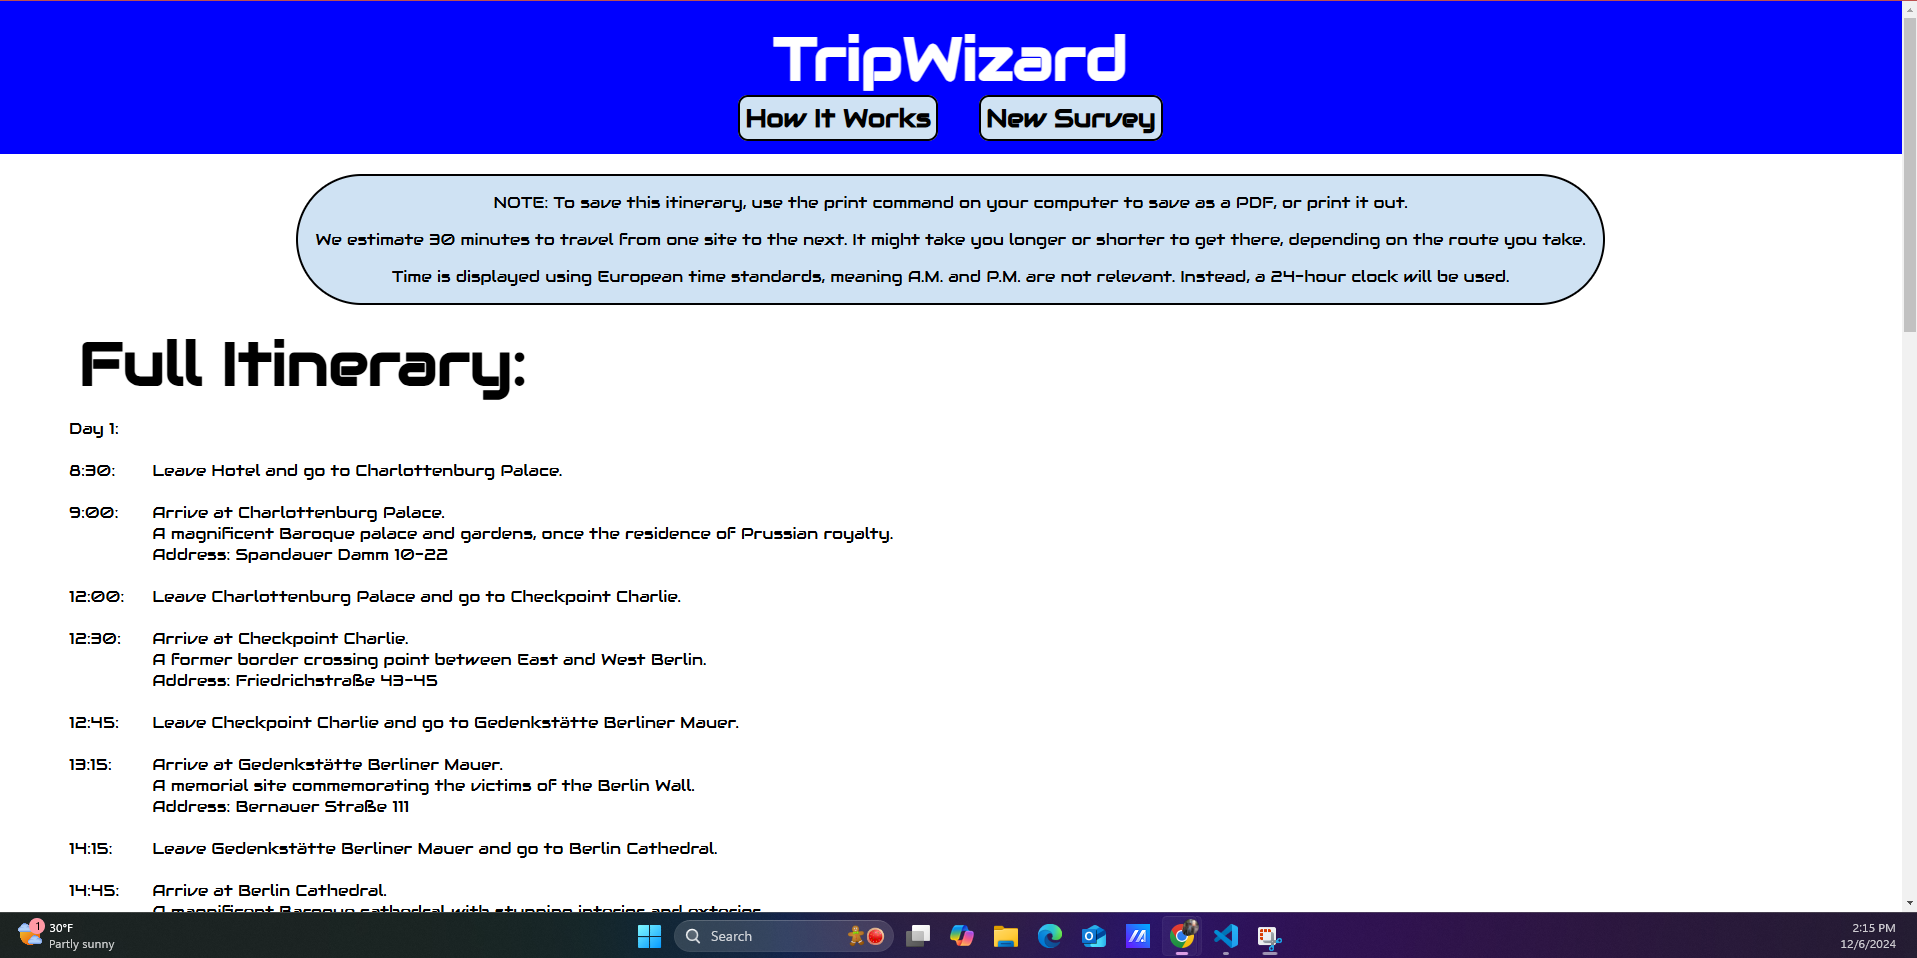 TripWizard
How It Works
New Survey
NOTE: To save this itinerary, use the print command on your computer to save as a PDF, or print it out.
We estimate 30 minutes to travel from one site to the next. It might take you longer or shorter to get there, depending on the route you take.
Time is displayed using European time standards, meaning A.M. and P.M. are not relevant. Instead, a 24-hour clock will be used.
Full Itinerary:
Day 1:
8:30: Leave Hotel and go to Charlottenburg Palace.
9:00: Arrive at Charlottenburg Palace.
A magnificent Baroque palace and gardens, once the residence of Prussian royalty.
Address: Spandauer Damm 10-22
12:00: Leave Charlottenburg Palace and go to Checkpoint Charlie.
12:30: Arrive at Checkpoint Charlie.
A former border crossing point between East and West Berlin.
Address: Friedrichstraße 43-45
12:45: Leave Checkpoint Charlie and go to Gedenkstätte Berliner Mauer.
13:15: Arrive at Gedenkstätte Berliner Mauer.
A memorial site commemorating the victims of the Berlin Wall.
Address: Bernauer Straße 111
14:15: Leave Gedenkstätte Berliner Mauer and go to Berlin Cathedral.
14:45: Arrive at Berlin Cathedral.
A magnificent Baroque cathedral with stunning interior and exterior.
1
30°F
Partly sunny
Search
2:15 PM
12/6/2024